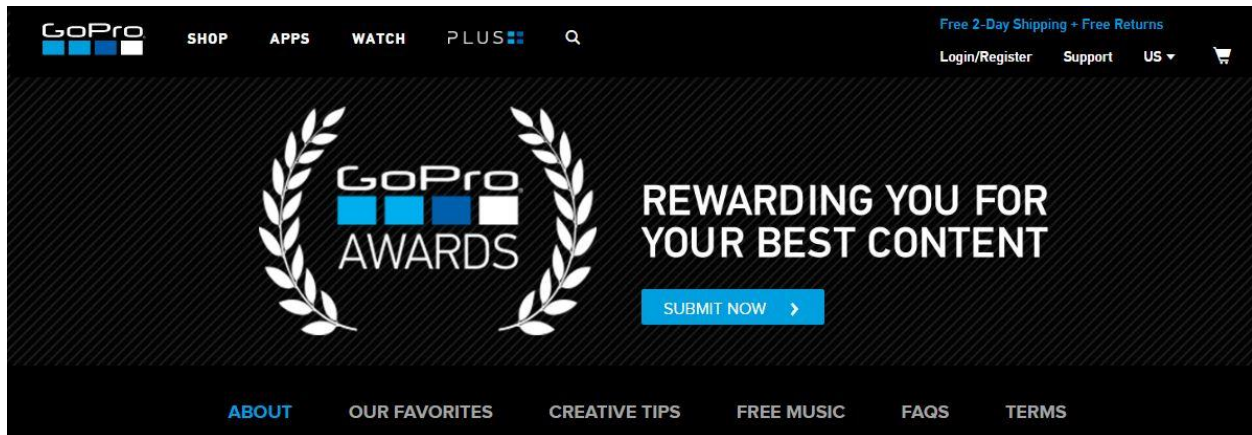 GoPro
SHOP APPS WATCH PLUS
Free 2-Day Shipping + Free Returns
Login/Register Support US
GoPro
AWARDS
REWARDING YOU FOR
YOUR BEST CONTENT
SUBMIT NOW
ABOUT OUR FAVORITES CREATIVE TIPS FREE MUSIC FAQS TERMS